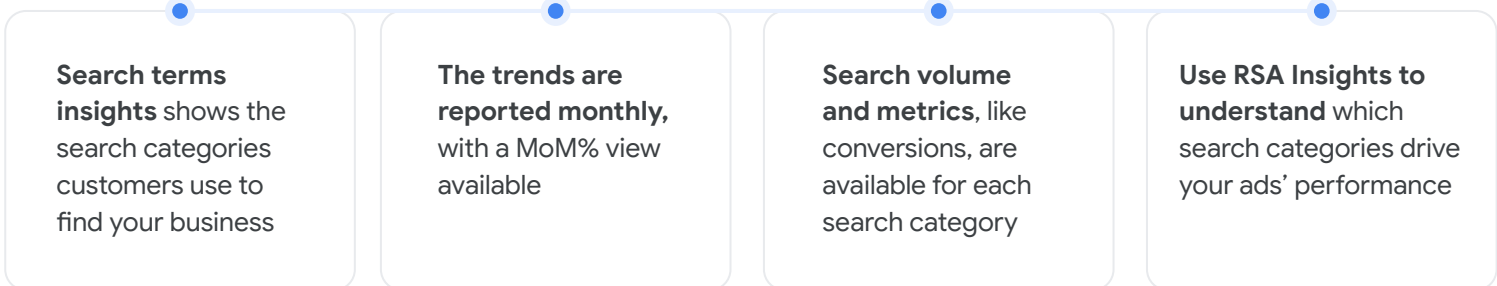 Search terms
insights shows the
search categories
customers use to
find your business
The trends are
reported monthly,
with a MoM% view
available
Search volume
and metrics, like
conversions, are
available for each
search category
Use RSA Insights to
understand which
search categories drive
your ads’ performance